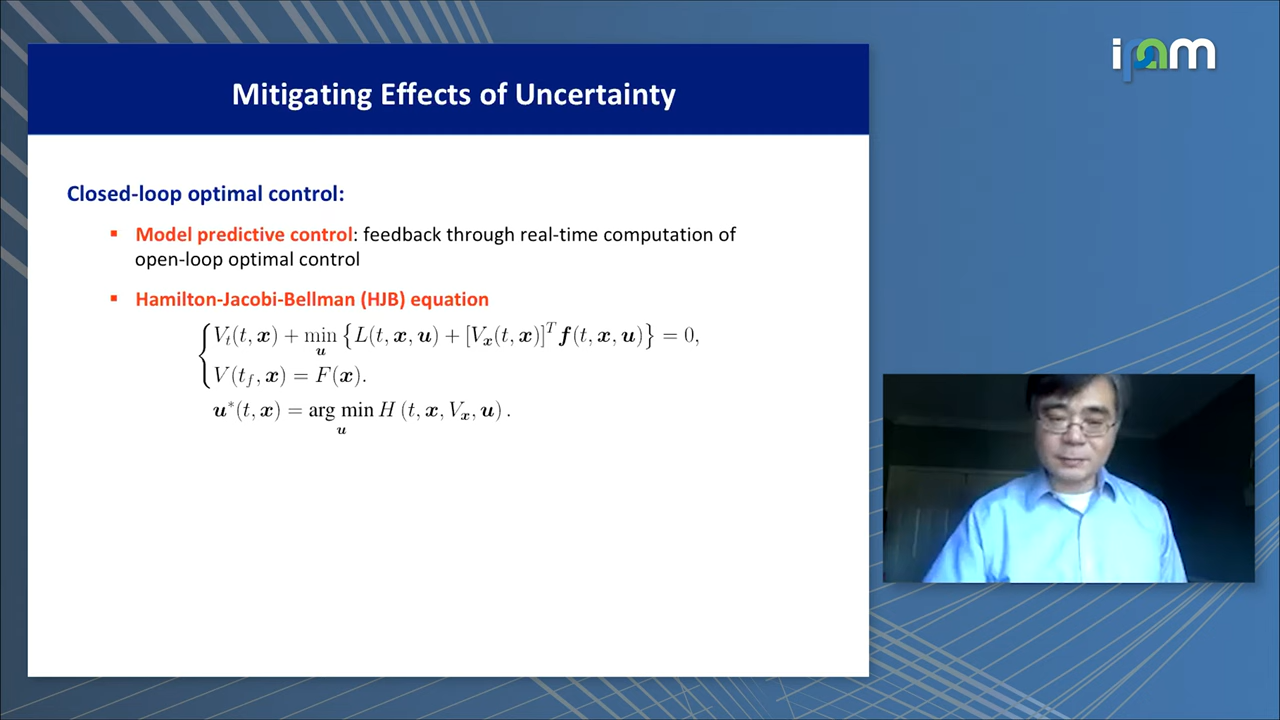 ipam
Mitigating Effects of Uncertainty
Closed-loop optimal control:
▪ Model predictive control: feedback through real-time computation of
open-loop optimal control
▪ Hamilton-Jacobi-Bellman (HJB) equation
{ V_t(t, x) + min_u { L(t, x, u) + [V_x(t, x)]^T f(t, x, u) } = 0,
V(t_f, x) = F(x).
u*(t, x) = arg min_u H (t, x, V_x, u) .